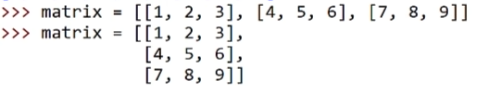 >>> matrix = [[1, 2, 3], [4, 5, 6], [7, 8, 9]]
>>> matrix = [[1, 2, 3],
              [4, 5, 6],
              [7, 8, 9]]